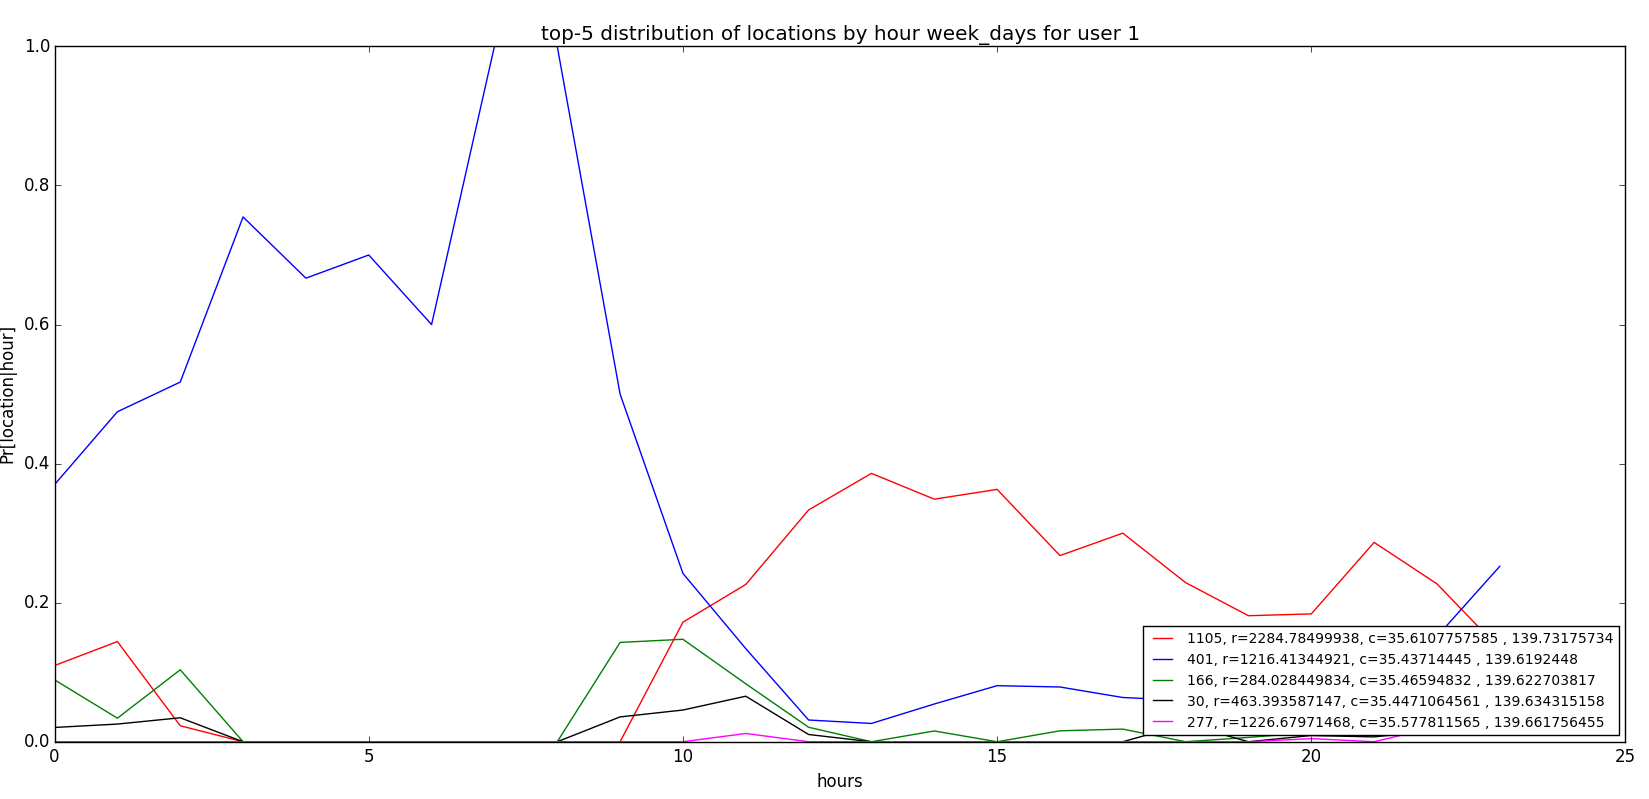 top-5 distribution of locations by hour week_days for user 1
1.0
0.8
0.6
0.4
0.2
0.0
Pr[location|hour]
1105, r=2284.78499938, c=35.6107757585 , 139.73175734
401, r=1216.41344921, c=35.43714445 , 139.6192448
166, r=284.028449834, c=35.46594832 , 139.622703817
30, r=463.393587147, c=35.4471064561 , 139.634315158
277, r=1226.67971468, c=35.577811565 , 139.661756455
0 5 10 15 20 25
hours